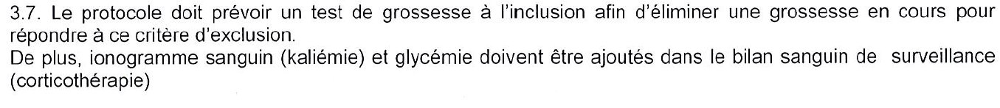 3.7. Le protocole doit prévoir un test de grossesse à l'inclusion afin d'éliminer une grossesse en cours pour
répondre à ce critère d'exclusion.
De plus, ionogramme sanguin (kaliémie) et glycémie doivent être ajoutés dans le bilan sanguin de surveillance
(corticothérapie)